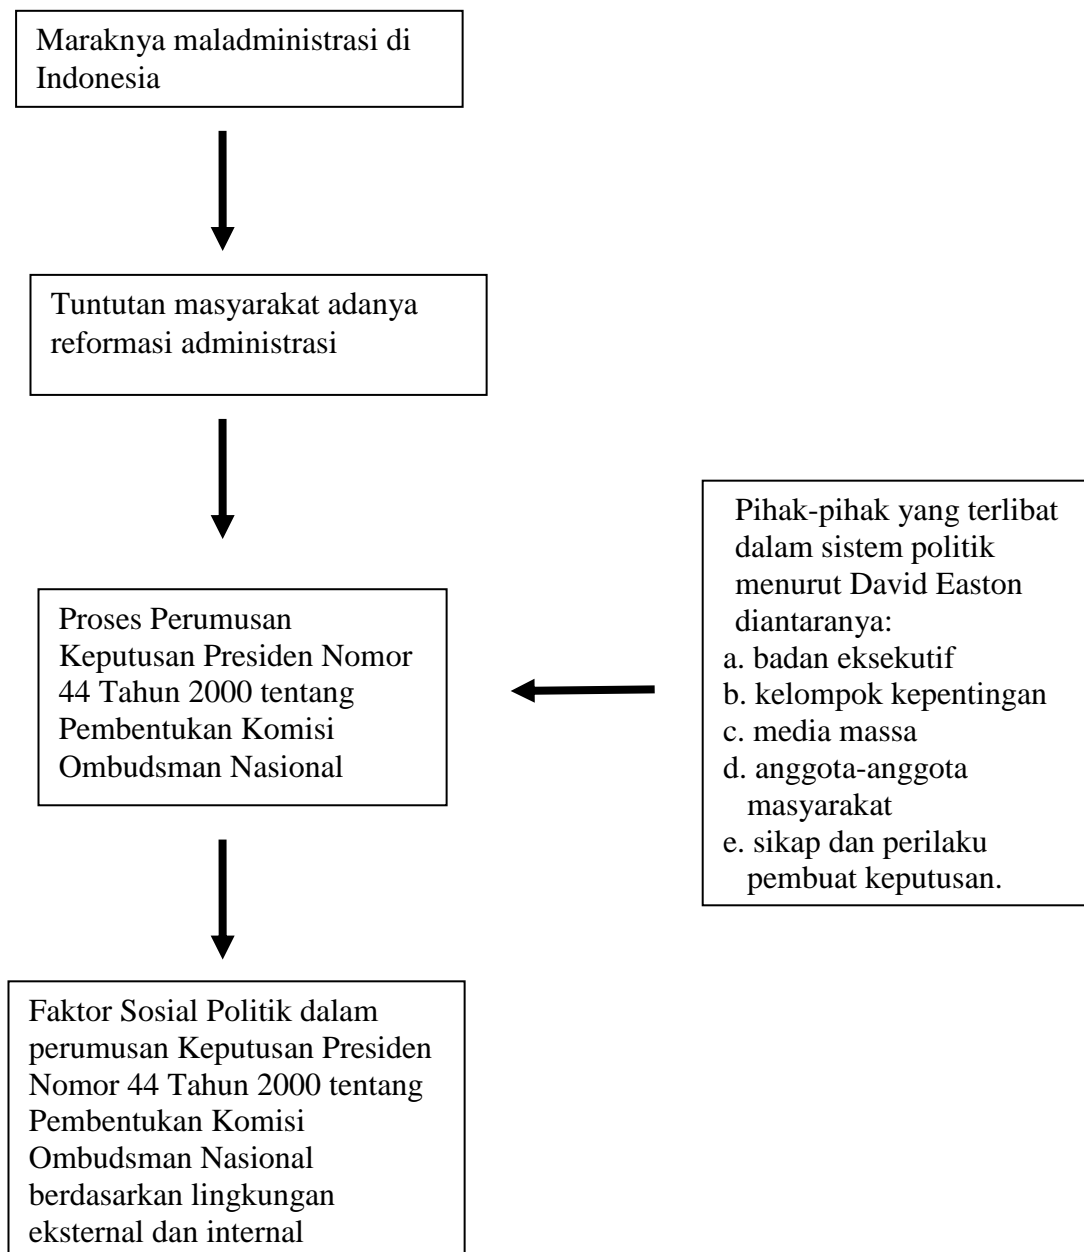 Maraknya maladministrasi di
Indonesia
Tuntutan masyarakat adanya
reformasi administrasi
Proses Perumusan
Keputusan Presiden Nomor
44 Tahun 2000 tentang
Pembentukan Komisi
Ombudsman Nasional
Pihak-pihak yang terlibat
dalam sistem politik
menurut David Easton
diantaranya:
a. badan eksekutif
b. kelompok kepentingan
c. media massa
d. anggota-anggota
masyarakat
e. sikap dan perilaku
pembuat keputusan.
Faktor Sosial Politik dalam
perumusan Keputusan Presiden
Nomor 44 Tahun 2000 tentang
Pembentukan Komisi
Ombudsman Nasional
berdasarkan lingkungan
eksternal dan internal